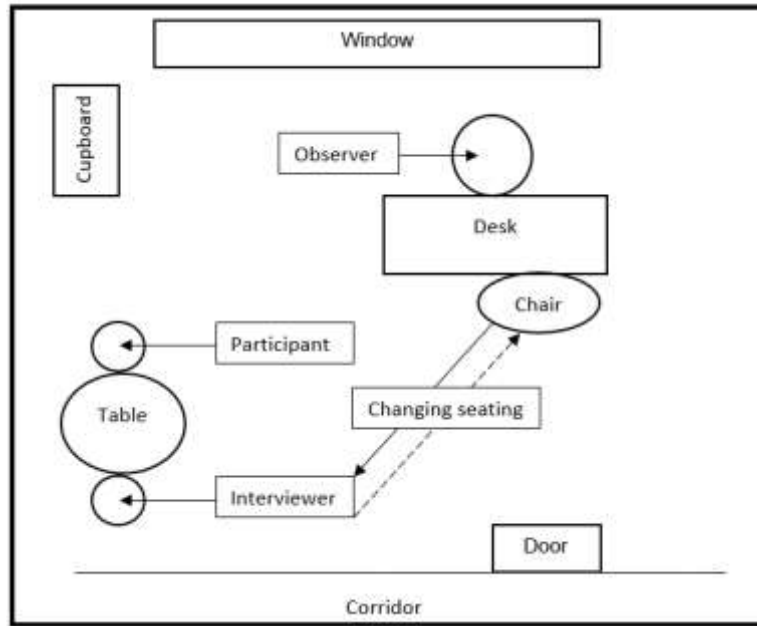 Window
Cupboard
Observer
Desk
Chair
Participant
Table
Changing seating
Interviewer
Door
Corridor